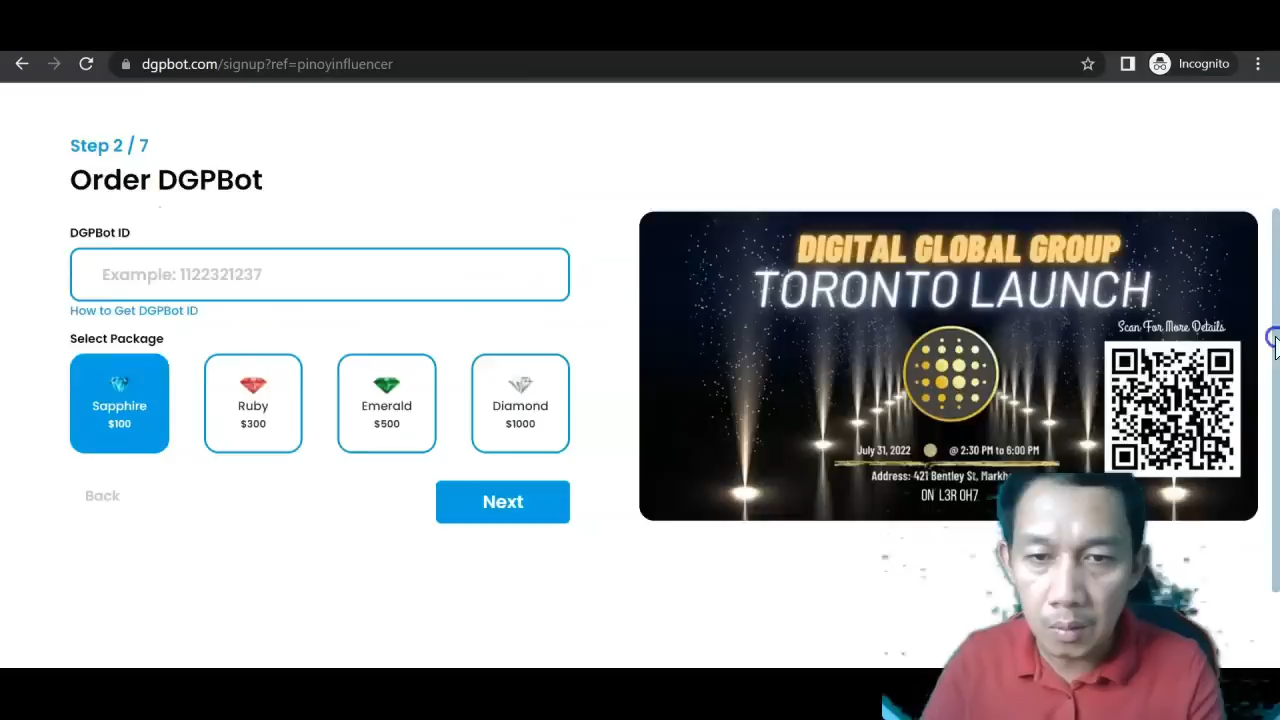 dgpbot.com/signup?ref=pinoyinfluencer
Incognito
Step 2 / 7
Order DGPBot
DGPBot ID
Example: 1122321237
How to Get DGPBot ID
Select Package
Sapphire
$100
Ruby
$300
Emerald
$500
Diamond
$1000
Back
Next
DIGITAL GLOBAL GROUP
TORONTO LAUNCH
Scan For More Details
July 31, 2022 @ 2:30 PM to 6:00 PM
Address: 421 Bentley St,
ON L3R 0H7